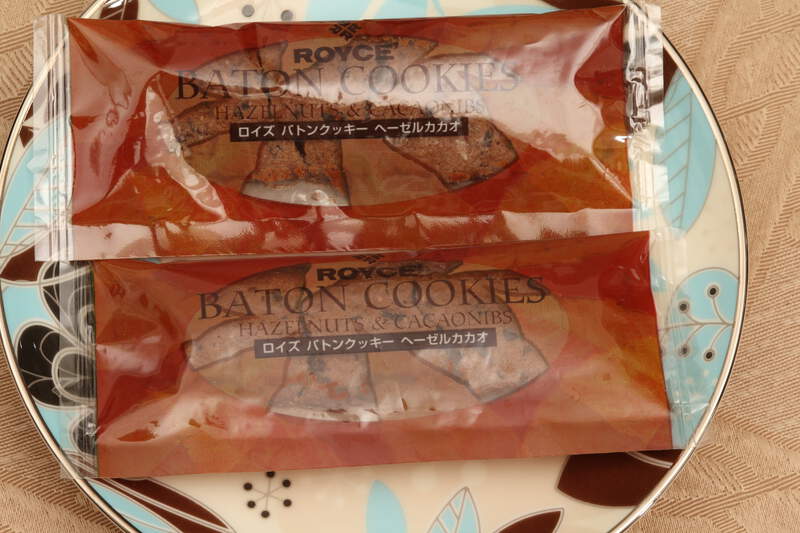 ROYCE'
BATON COOKIES
HAZELNUTS & CACAONIBS
ロイズ バトンクッキー ヘーゼルカカオ
ROYCE'
BATON COOKIES
HAZELNUTS & CACAONIBS
ロイズ バトンクッキー ヘーゼルカカオ